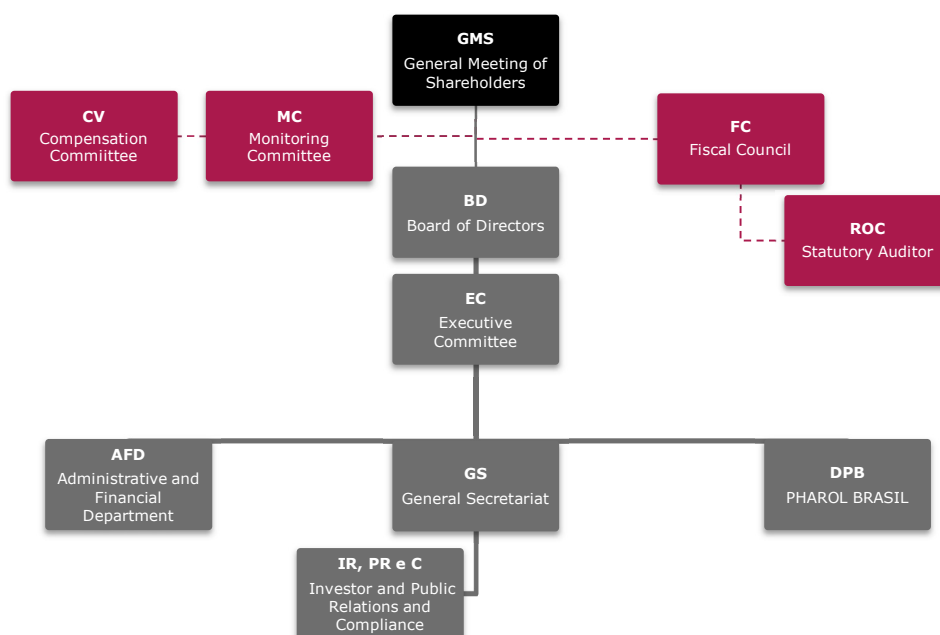 GMS
General Meeting of
Shareholders
CV
Compensation
Commiittee
MC
Monitoring
Committee
FC
Fiscal Council
BD
Board of Directors
ROC
Statutory Auditor
EC
Executive
Committee
AFD
Administrative and
Financial
Department
GS
General Secretariat
DPB
PHAROL BRASIL
IR, PR e C
Investor and Public
Relations and
Compliance